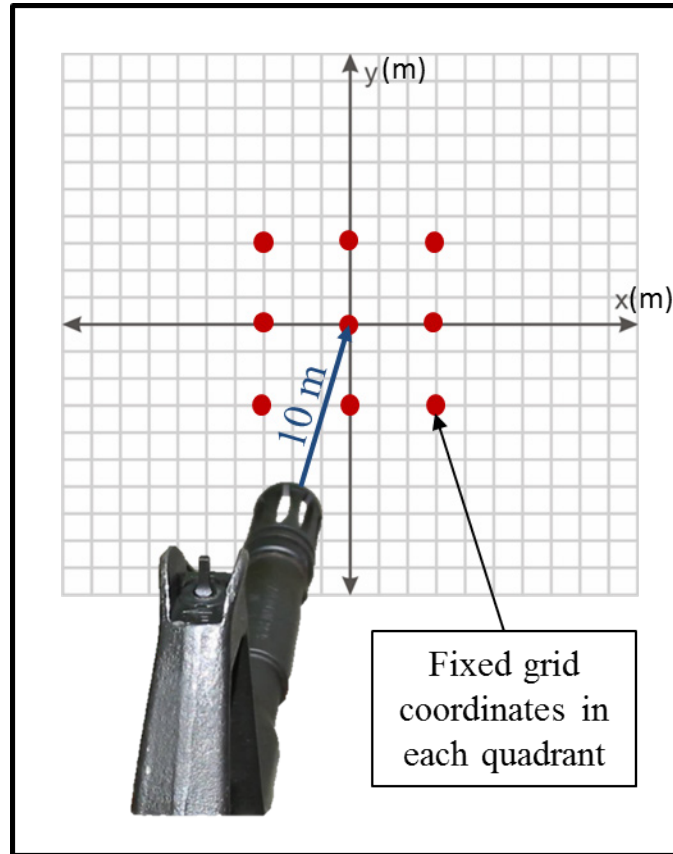 y(m)
x(m)
10 m
Fixed grid
coordinates in
each quadrant